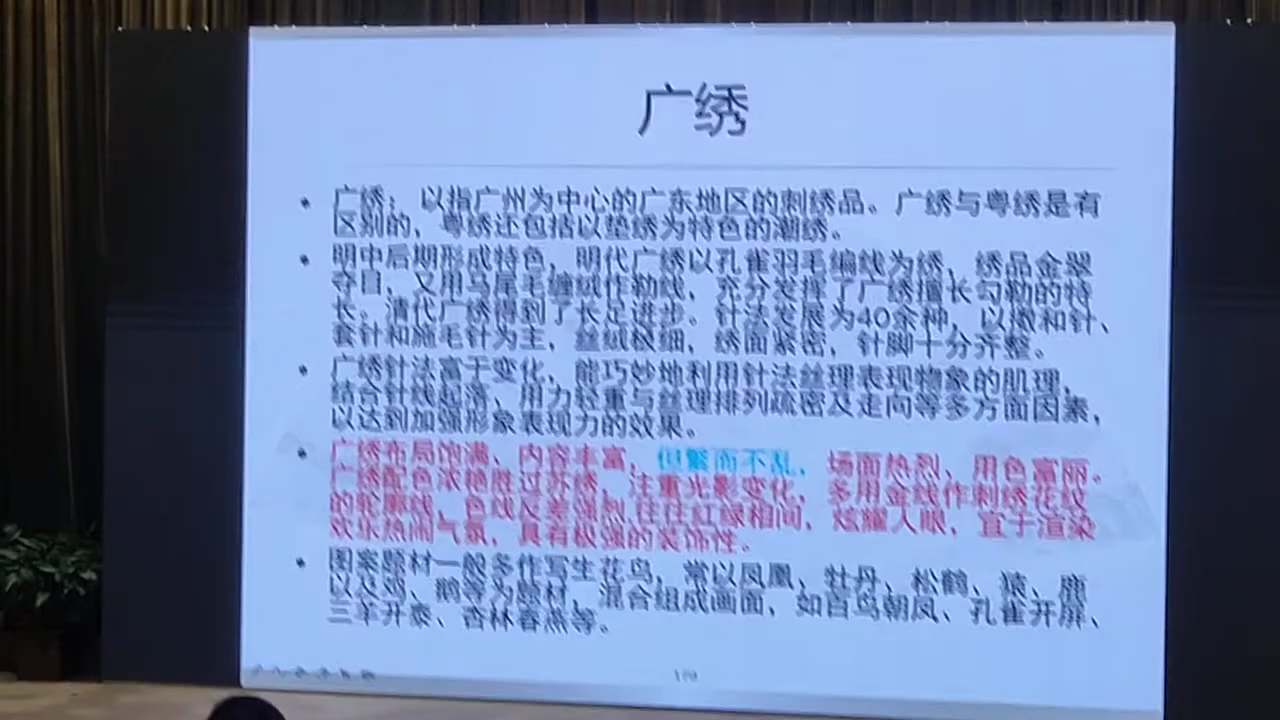 广绣
• 广绣：以指广州为中心的广东地区的刺绣品。广绣与粤绣是有
区别的，粤绣还包括以垫绣为特色的潮绣。
• 明中后期形成特色，明代广绣以孔雀羽毛编线为绣，绣品金翠
夺目，又用马尾毛缠绒作勒线，充分发挥了广绣擅长勾勒的特
长。清代广绣得到了长足进步。针法发展为40余种，以撖和针、
套针和施毛针为主，丝绒极细，绣面紧密，针脚十分齐整。
• 广绣针法富于变化，能巧妙地利用针法丝理表现物象的肌理，
结合针线起落、用力轻重与丝理排列疏密及走向等多方面因素，
以达到加强形象表现力的效果。
• 广绣布局饱满、内容丰富，但繁而不乱，场面热烈，用色富丽。
广绣配色浓艳胜过苏绣，注重光影变化，多用金线作刺绣花纹
的轮廓线，色线反差强烈，往往红绿相间，炫耀人眼，宜于渲染
欢乐热闹气氛，具有极强的装饰性。
• 图案题材一般多作写生花鸟，常以凤凰、牡丹、松鹤、猿、鹿
以及鸡、鹅等为题材，混合组成画面，如百鸟朝凤、孔雀开屏、
三羊开泰、杏林春燕等。